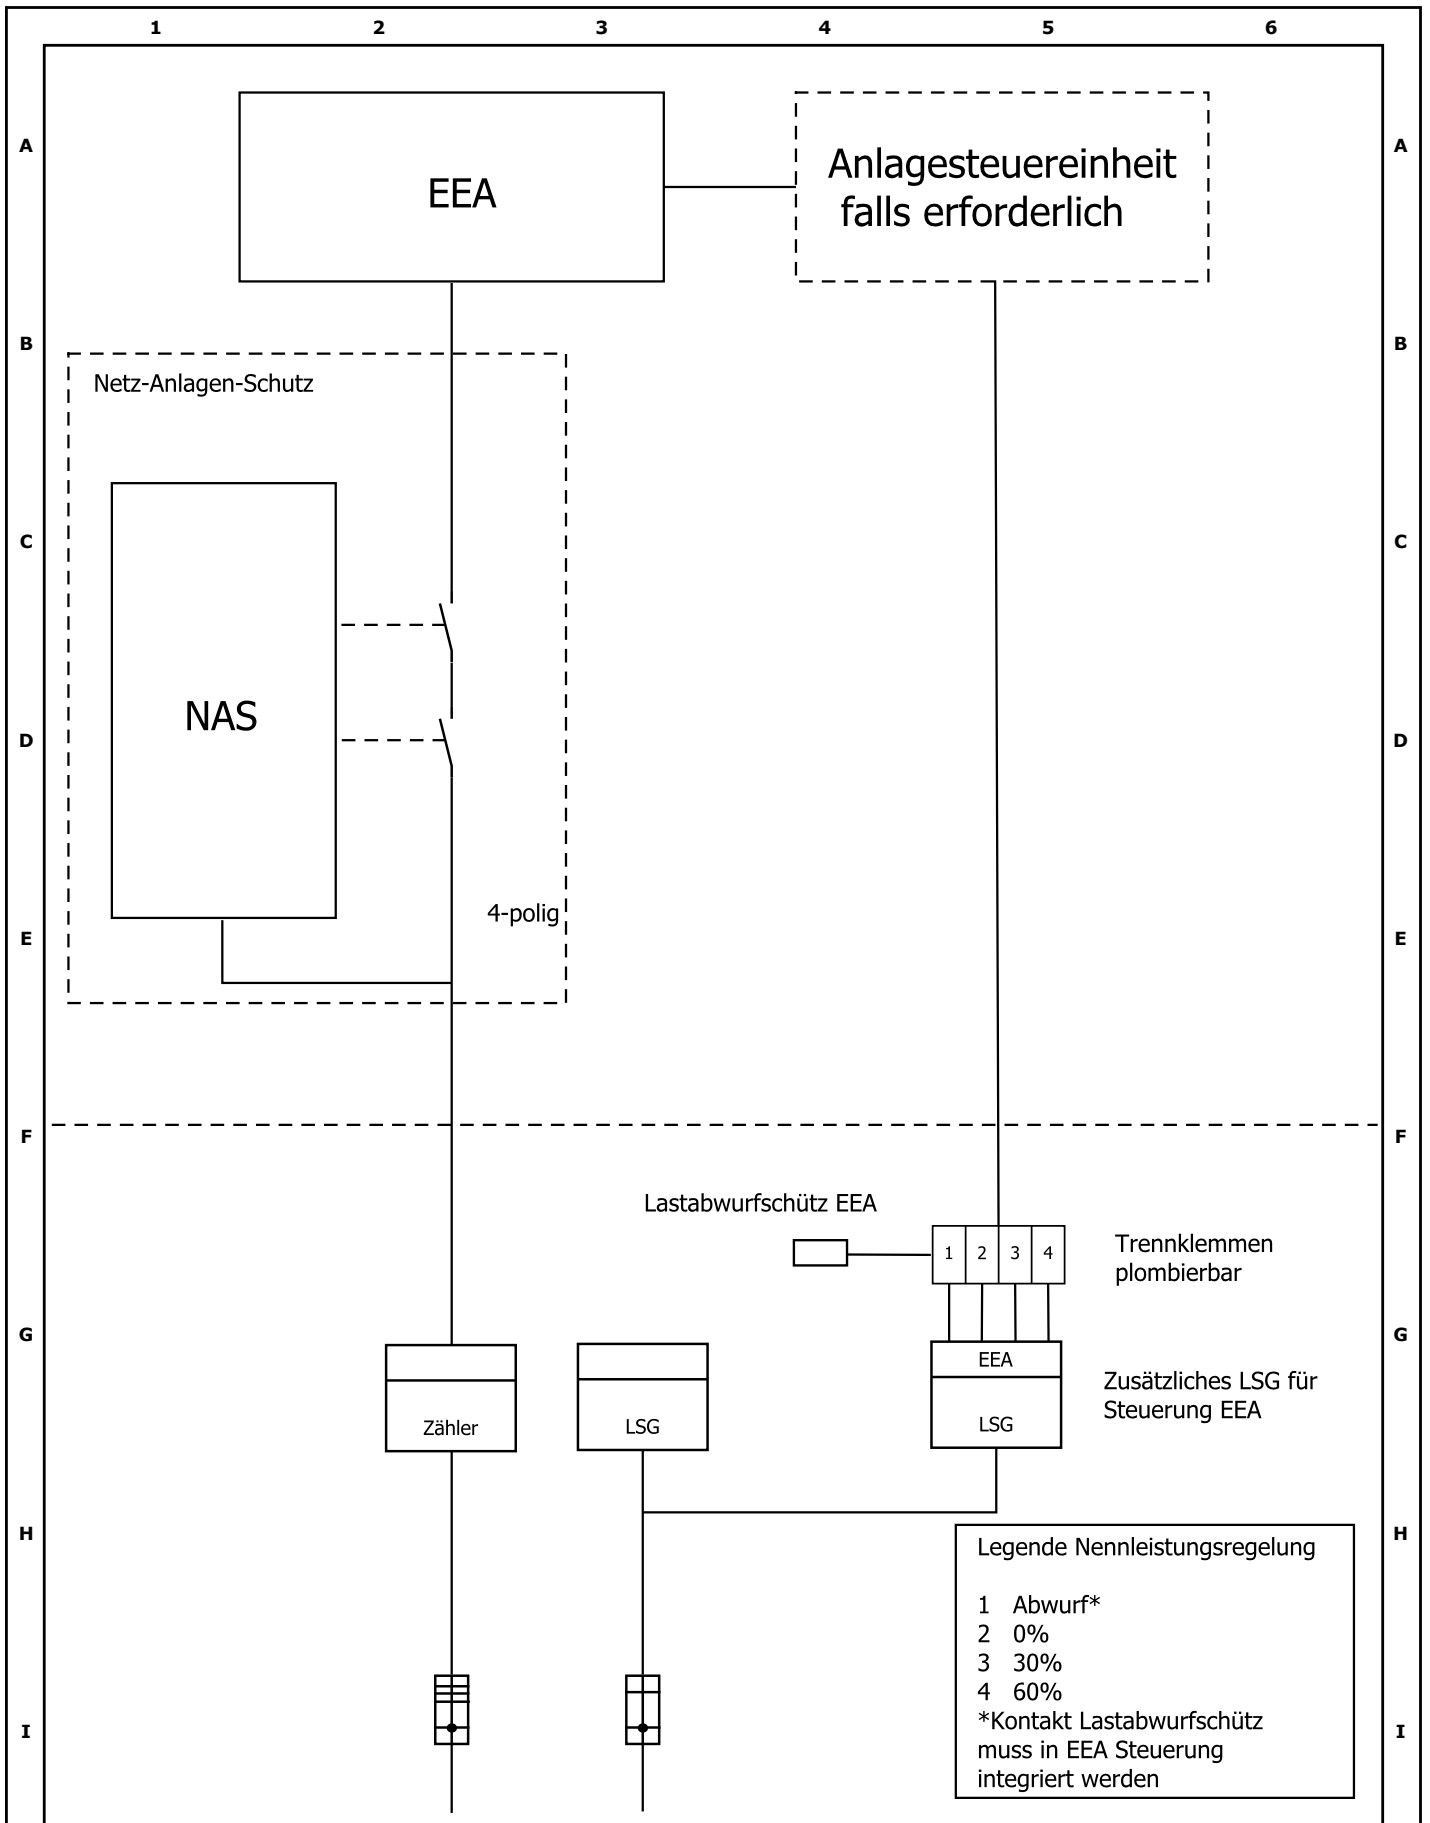 1 2 3 4 5 6
A A
EEA
Anlagesteuereinheit
falls erforderlich
B B
Netz-Anlagen-Schutz
C C
NAS
D D
4-polig
E E
F F
Lastabwurfschütz EEA
1 2 3 4
Trennklemmen
plombierbar
G G
EEA
Zusätzliches LSG für
Steuerung EEA
Zähler
LSG
LSG
H H
Legende Nennleistungsregelung
1 Abwurf*
2 0%
3 30%
4 60%
*Kontakt Lastabwurfschütz
muss in EEA Steuerung
integriert werden
I I